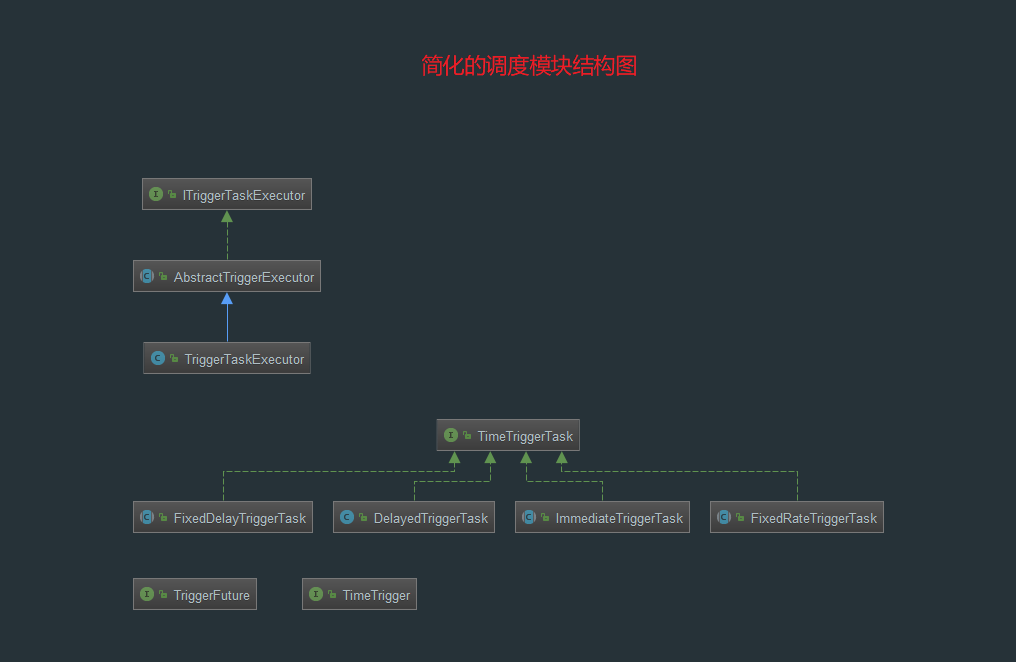 简化的调度模块结构图
ITriggerTaskExecutor
AbstractTriggerExecutor
TriggerTaskExecutor
TimeTriggerTask
FixedDelayTriggerTask
DelayedTriggerTask
ImmediateTriggerTask
FixedRateTriggerTask
TriggerFuture
TimeTrigger